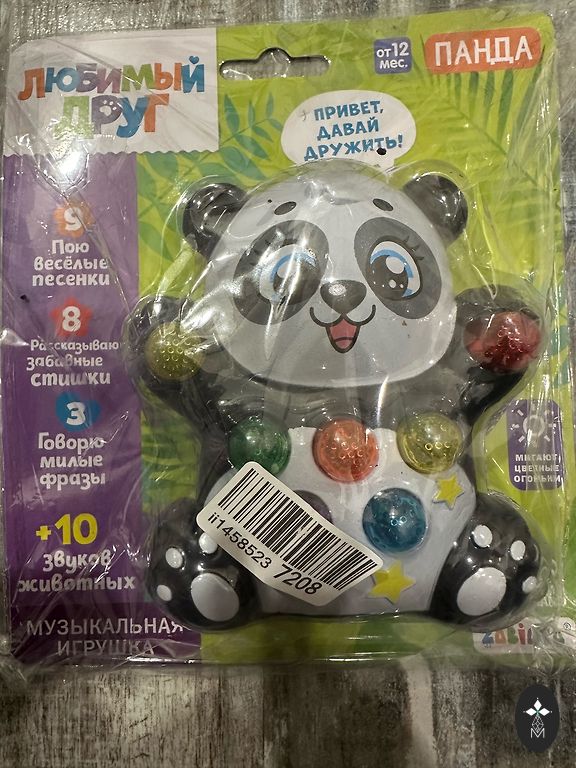 ЛЮБИМЫЙ
ДРУГ
от 12
мес.
ПАНДА
ПРИВЕТ,
ДАВАЙ
ДРУЖИТЬ!
9
Пою
весёлые
песенки
8
Рассказываю
забавные
стишки
3
Говорю
милые
фразы
+10
звуков
животных
МУЗЫКАЛЬНАЯ
ИГРУШКА
МИГАЮТ
ЦВЕТНЫЕ
ОГОНЬКИ
ii1458523 7208
ZABIAKA®
M